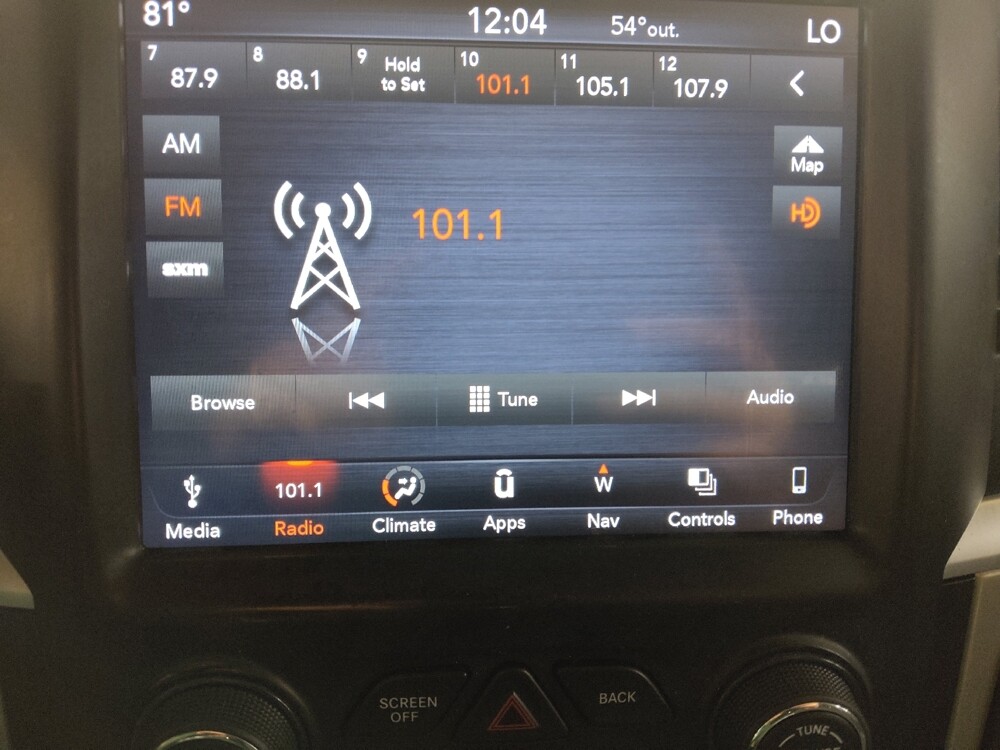 81° 12:04 54°out. LO
7 87.9 8 88.1 9 Hold to Set 10 101.1 11 105.1 12 107.9
AM
Map
FM
101.1
HD
sxm
Browse Tune Audio
101.1 W
Media Radio Climate Apps Nav Controls Phone
SCREEN OFF BACK
TUNE